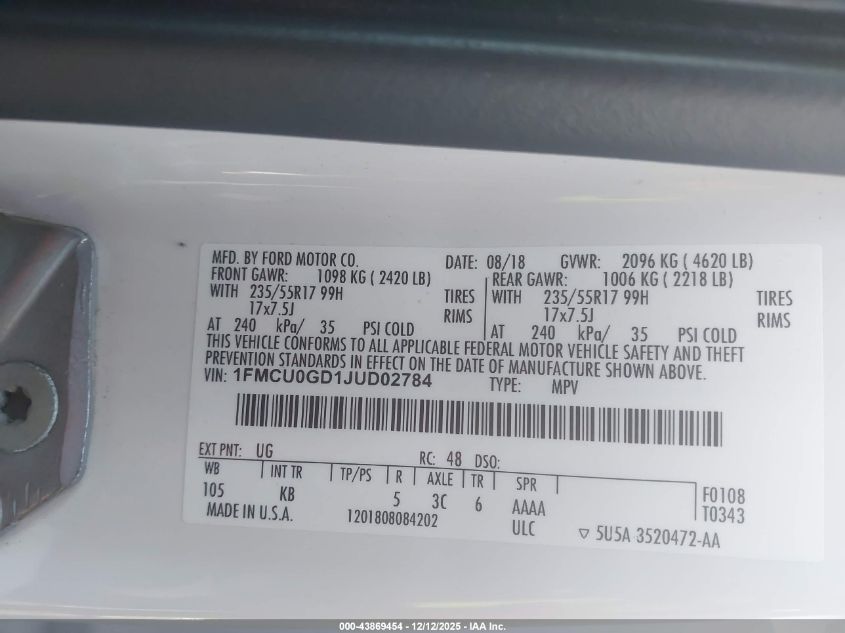 MFD. BY FORD MOTOR CO. DATE: 08/18 GVWR: 2096 KG ( 4620 LB)
FRONT GAWR: 1098 KG ( 2420 LB) REAR GAWR: 1006 KG ( 2218 LB)
WITH 235/55R17 99H TIRES WITH 235/55R17 99H TIRES
17x7.5J RIMS 17x7.5J RIMS
AT 240 kPa/ 35 PSI COLD AT 240 kPa/ 35 PSI COLD
THIS VEHICLE CONFORMS TO ALL APPLICABLE FEDERAL MOTOR VEHICLE SAFETY AND THEFT
PREVENTION STANDARDS IN EFFECT ON THE DATE OF MANUFACTURE SHOWN ABOVE.
VIN: 1FMCU0GD1JUD02784 TYPE: MPV
EXT PNT: UG RC: 48 DSO:
WB INT TR TP/PS R AXLE TR SPR
105 KB 5 3C 6 AAAA F0108
MADE IN U.S.A. 1201808084202 ULC T0343
▽ 5U5A 3520472-AA
000-43869454 - 12/12/2025 - IAA Inc.